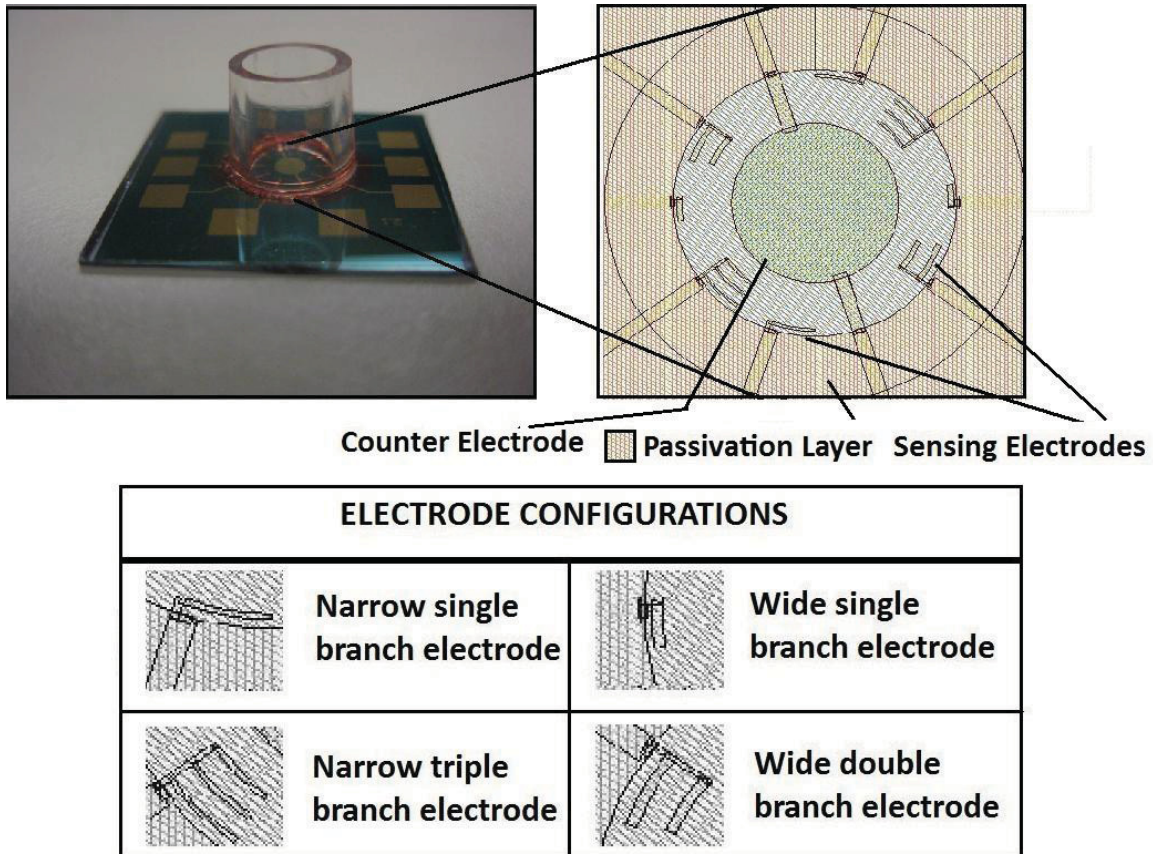 Counter Electrode Passivation Layer Sensing Electrodes
ELECTRODE CONFIGURATIONS
Narrow single
branch electrode
Wide single
branch electrode
Narrow triple
branch electrode
Wide double
branch electrode